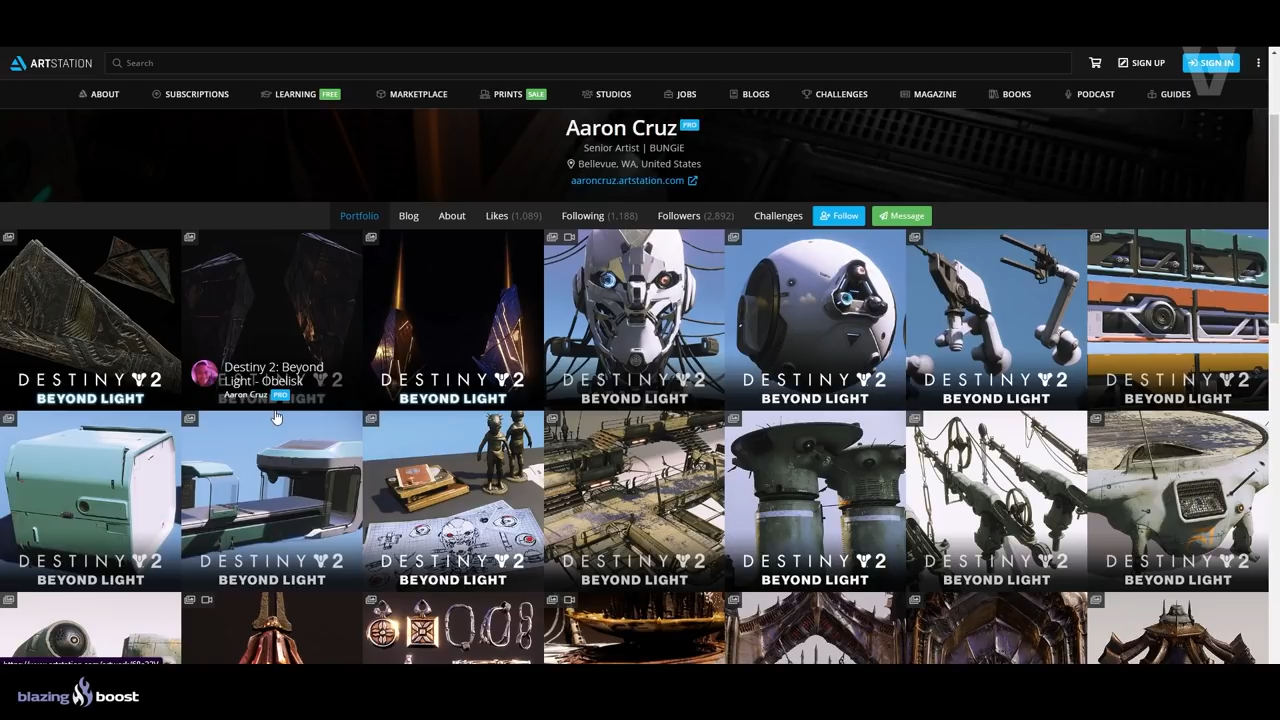 ARTSTATION
Search
SIGN UP
SIGN IN
ABOUT
SUBSCRIPTIONS
LEARNING FREE
MARKETPLACE
PRINTS SALE
STUDIOS
JOBS
BLOGS
CHALLENGES
MAGAZINE
BOOKS
PODCAST
GUIDES
Aaron Cruz PRO
Senior Artist | BUNGiE
Bellevue, WA, United States
aaroncruz.artstation.com
Portfolio
Blog
About
Likes (1,089)
Following (1,188)
Followers (2,892)
Challenges
Follow
Message
DESTINY 2
BEYOND LIGHT
Destiny 2: Beyond
Light - Obelisk
Aaron Cruz PRO
DESTINY 2
BEYOND LIGHT
DESTINY 2
BEYOND LIGHT
DESTINY 2
BEYOND LIGHT
DESTINY 2
BEYOND LIGHT
DESTINY 2
BEYOND LIGHT
DESTINY 2
BEYOND LIGHT
DESTINY 2
BEYOND LIGHT
DESTINY 2
BEYOND LIGHT
DESTINY 2
BEYOND LIGHT
DESTINY 2
BEYOND LIGHT
DESTINY 2
BEYOND LIGHT
DESTINY 2
BEYOND LIGHT
blazing boost